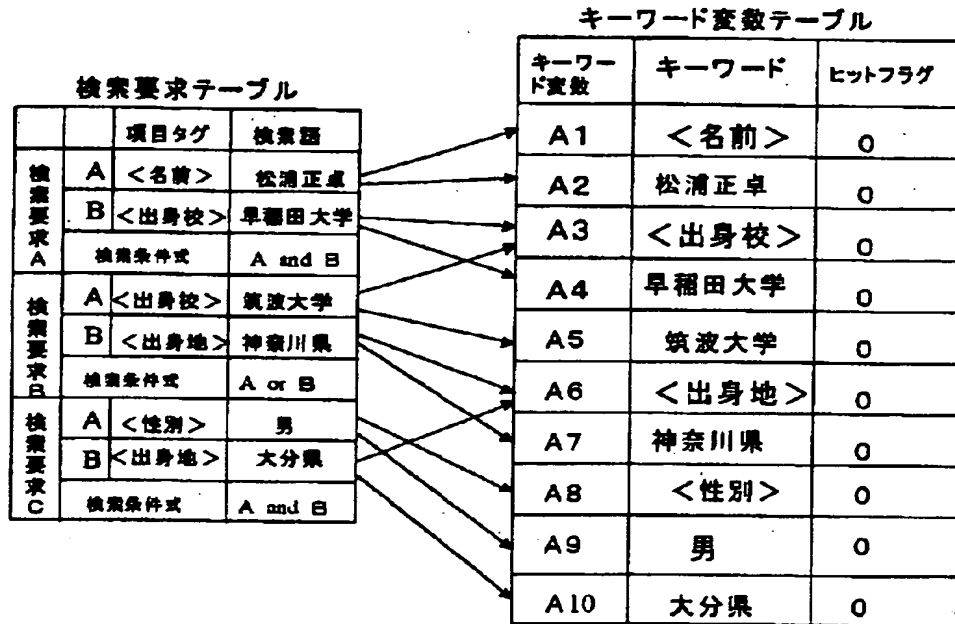 検索要求テーブル
項目タグ 検索語
検索要求A
A <名前> 松浦正卓
B <出身校> 早稲田大学
検索条件式 A and B
検索要求B
A <出身校> 筑波大学
B <出身地> 神奈川県
検索条件式 A or B
検索要求C
A <性別> 男
B <出身地> 大分県
検索条件式 A and B
キーワード変数テーブル
キーワー
ド変数
キーワード ヒットフラグ
A1 <名前> 0
A2 松浦正卓 0
A3 <出身校> 0
A4 早稲田大学 0
A5 筑波大学 0
A6 <出身地> 0
A7 神奈川県 0
A8 <性別> 0
A9 男 0
A10 大分県 0